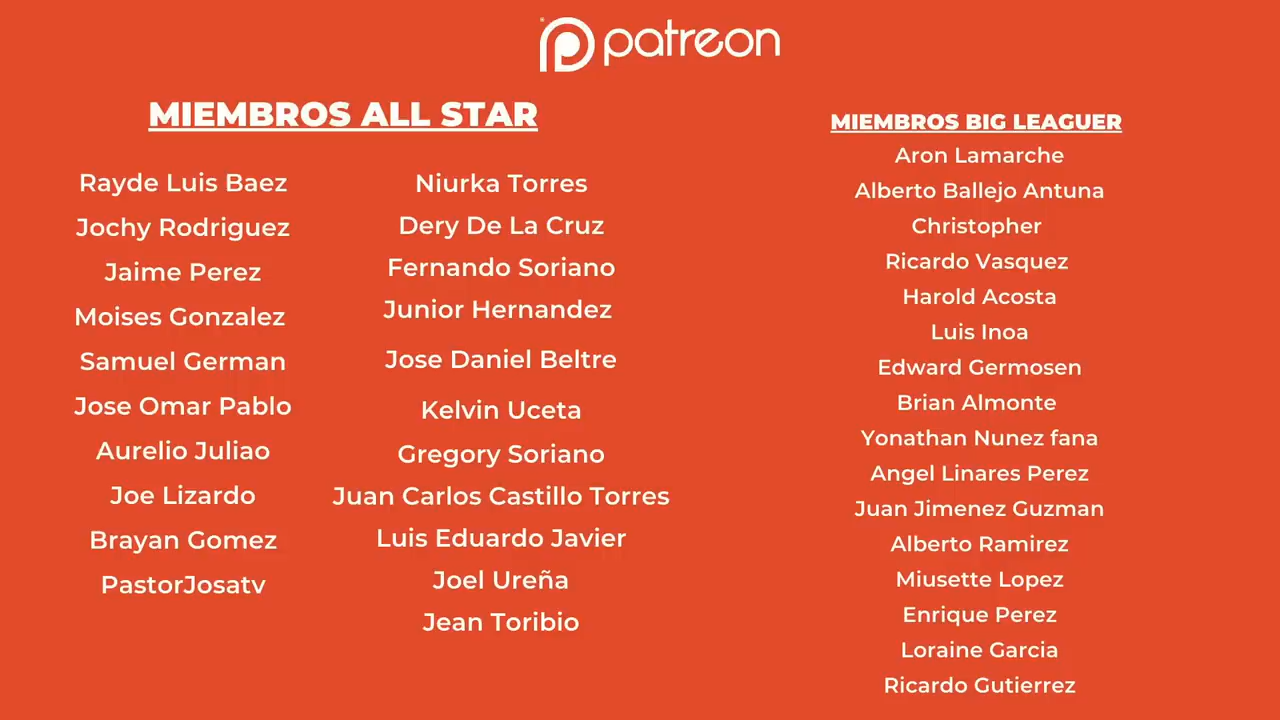 patreon
MIEMBROS ALL STAR
Rayde Luis Baez
Jochy Rodriguez
Jaime Perez
Moises Gonzalez
Samuel German
Jose Omar Pablo
Aurelio Juliao
Joe Lizardo
Brayan Gomez
PastorJosatv
Niurka Torres
Dery De La Cruz
Fernando Soriano
Junior Hernandez
Jose Daniel Beltre
Kelvin Uceta
Gregory Soriano
Juan Carlos Castillo Torres
Luis Eduardo Javier
Joel Ureña
Jean Toribio
MIEMBROS BIG LEAGUER
Aron Lamarche
Alberto Ballejo Antuna
Christopher
Ricardo Vasquez
Harold Acosta
Luis Inoa
Edward Germosen
Brian Almonte
Yonathan Nunez fana
Angel Linares Perez
Juan Jimenez Guzman
Alberto Ramirez
Miusette Lopez
Enrique Perez
Loraine Garcia
Ricardo Gutierrez